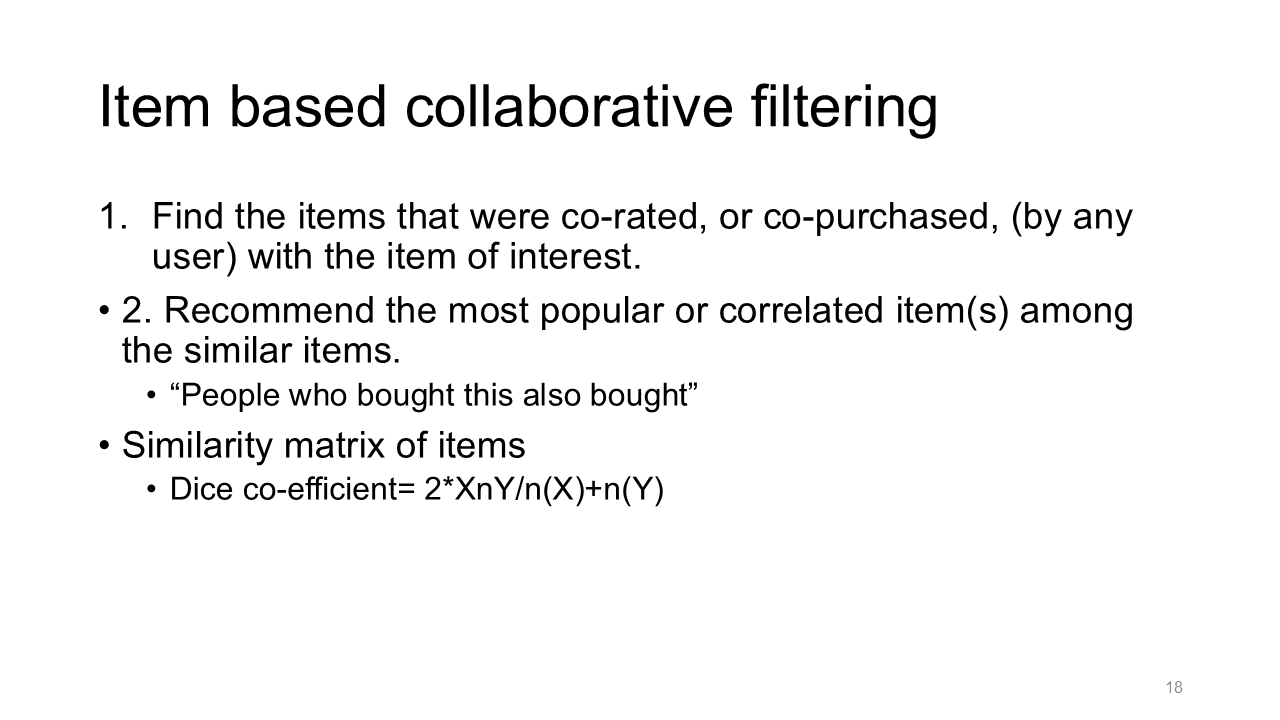 Item based collaborative filtering
1. Find the items that were co-rated, or co-purchased, (by any
user) with the item of interest.
• 2. Recommend the most popular or correlated item(s) among
the similar items.
• “People who bought this also bought”
• Similarity matrix of items
• Dice co-efficient= 2*XnY/n(X)+n(Y)
18